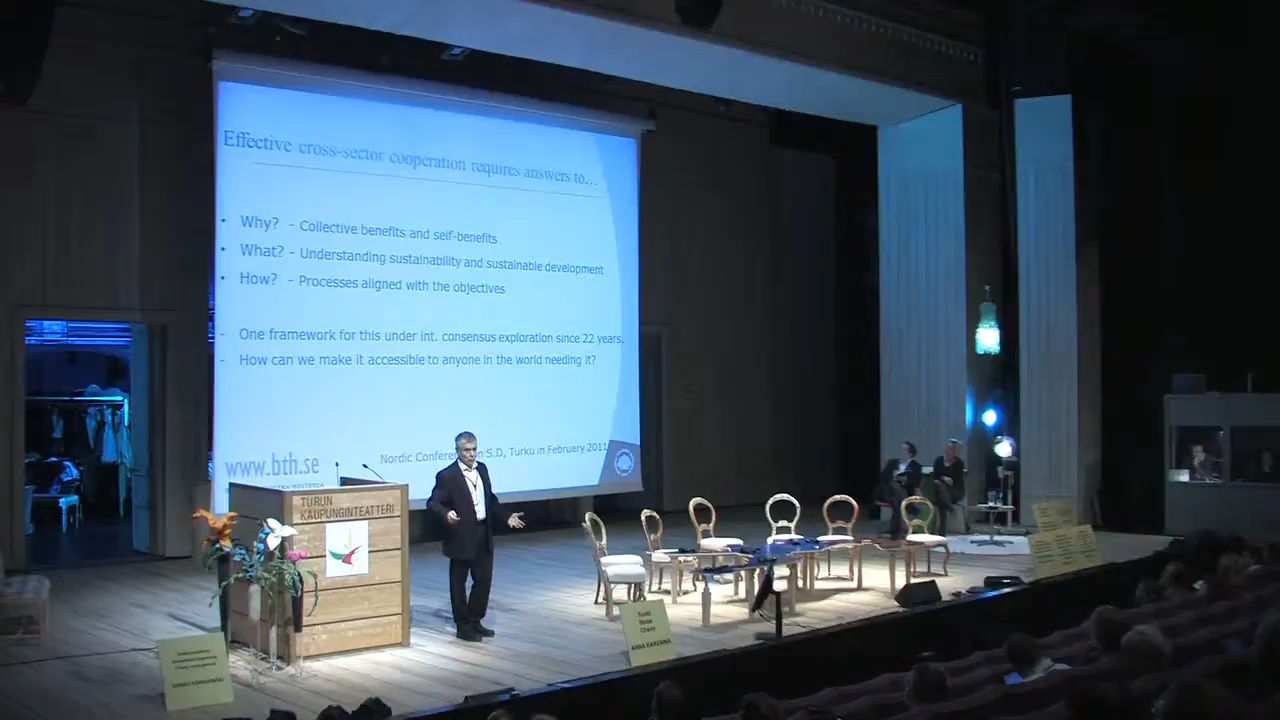 Effective cross-sector cooperation requires answers to...
• Why? - Collective benefits and self-benefits
• What? - Understanding sustainability and sustainable development
• How? - Processes aligned with the objectives
- One framework for this under int. consensus exploration since 22 years.
- How can we make it accessible to anyone in the world needing it?
Nordic Conference on S.D, Turku in February 2011
www.bth.se
TURUN
KAUPUNGINTEATTERI
Tuolit
Stolar
Chairs
ANNA KARENINA